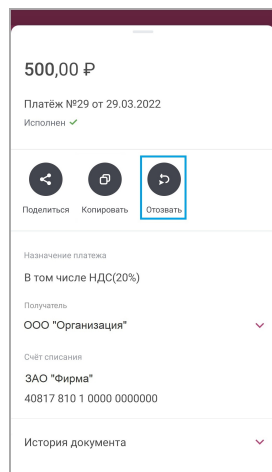 500,00 ₽
Платёж №29 от 29.03.2022
Исполнен ✓
Поделиться Копировать Отозвать
Назначение платежа
В том числе НДС(20%)
Получатель
ООО "Организация"
Счёт списания
ЗАО "Фирма"
40817 810 1 0000 0000000
История документа